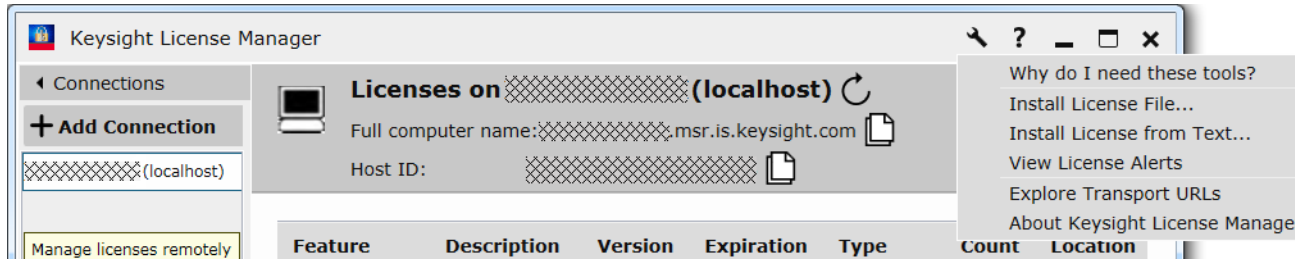 Keysight License Manager
?
Connections
Add Connection
(localhost)
Manage licenses remotely
Licenses on (localhost)
Full computer name: .msr.is.keysight.com
Host ID:
Feature Description Version Expiration Type Count Location
Why do I need these tools?
Install License File...
Install License from Text...
View License Alerts
Explore Transport URLs
About Keysight License Manage